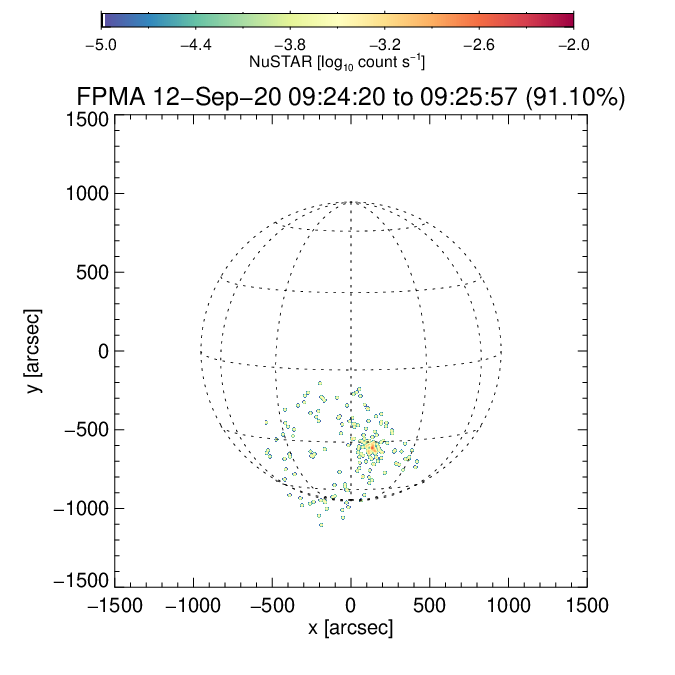 −5.0 −4.4 −3.8 −3.2 −2.6 −2.0
NuSTAR [log₁₀ count s⁻¹]
FPMA 12−Sep−20 09:24:20 to 09:25:57 (91.10%)
1500
1000
500
0
−500
−1000
−1500
y [arcsec]
−1500 −1000 −500 0 500 1000 1500
x [arcsec]